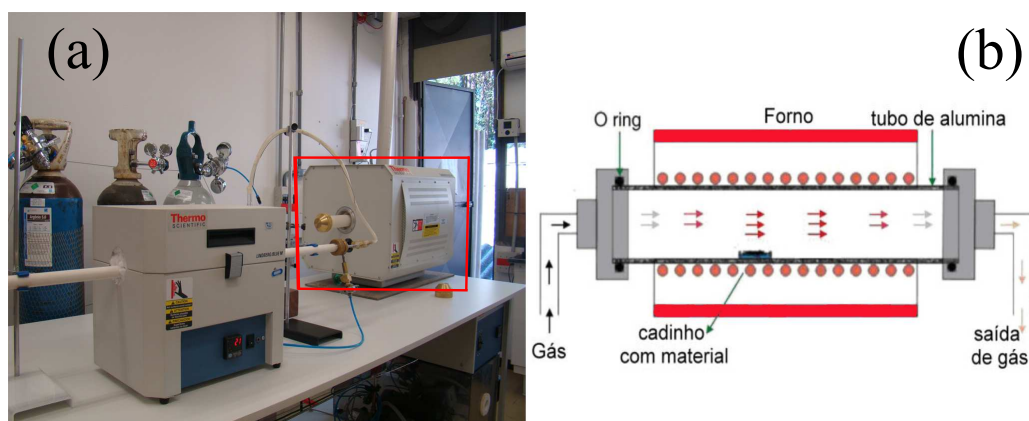 (a)
Thermo
SCIENTIFIC
(b)
O ring
Forno
tubo de alumina
Gás
cadinho
com material
saída
de gás